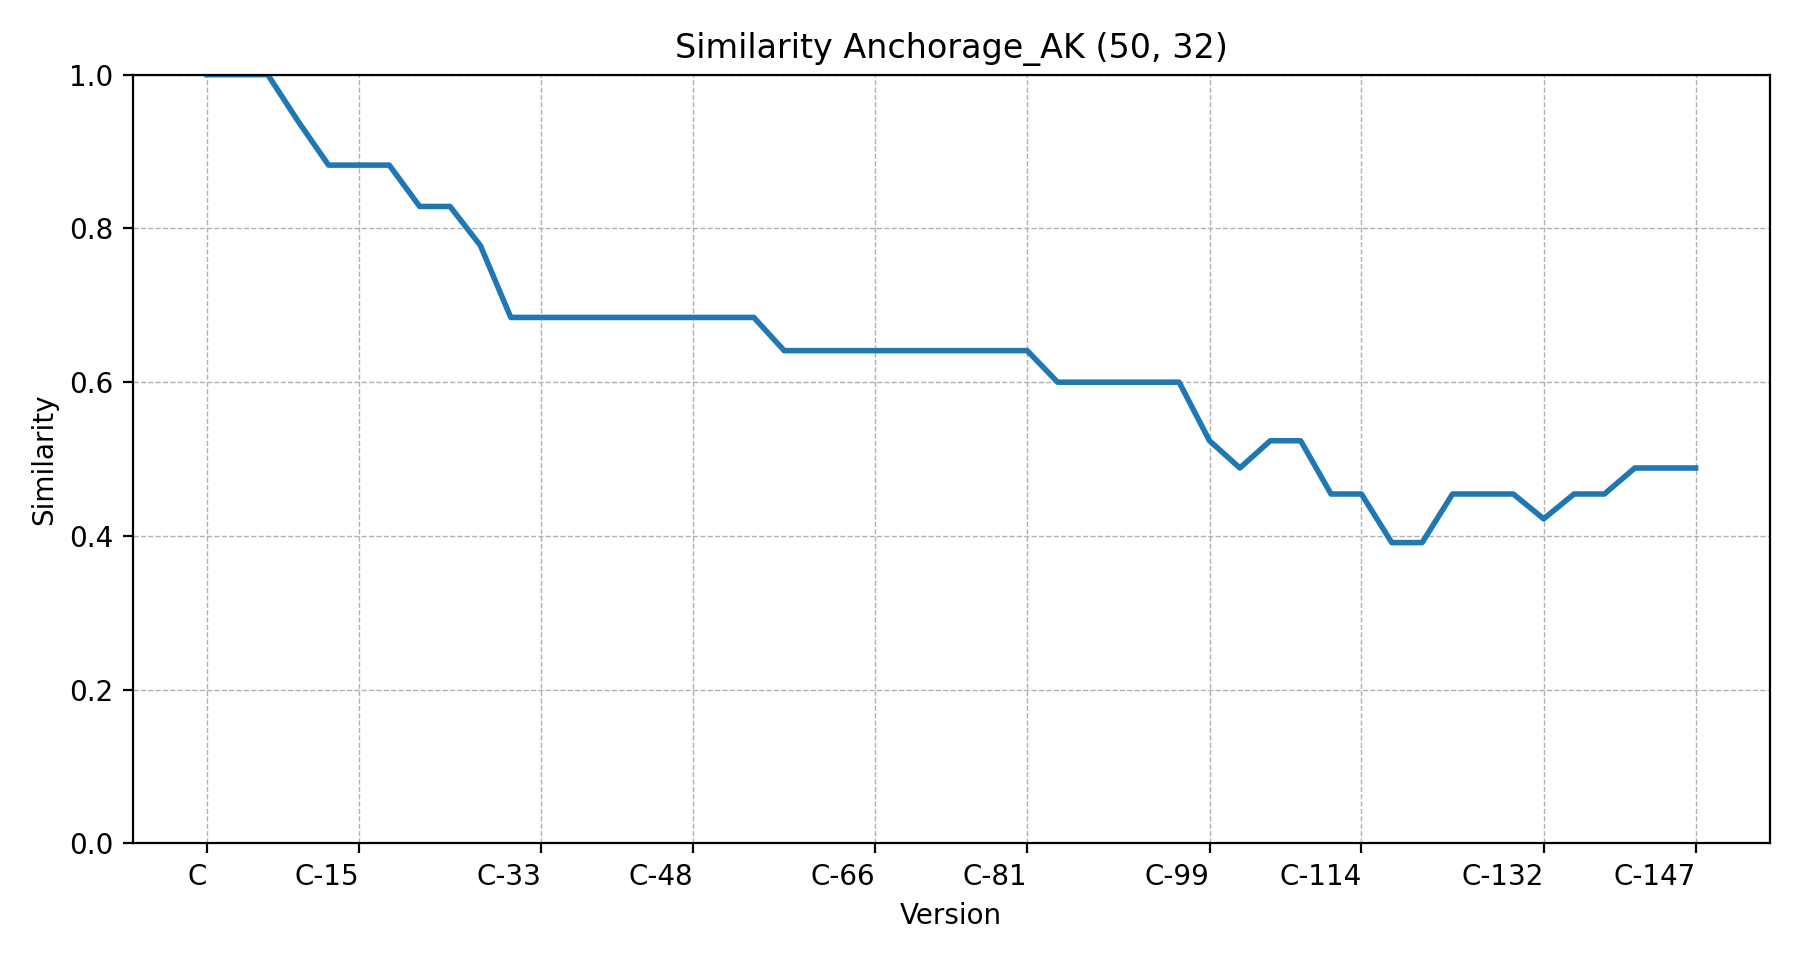 Similarity Anchorage_AK (50, 32)
1.0
0.8
0.6
0.4
0.2
0.0
Similarity
C C-15 C-33 C-48 C-66 C-81 C-99 C-114 C-132 C-147
Version